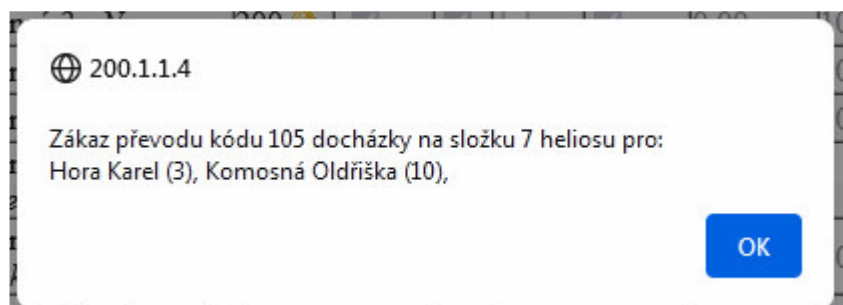 200.1.1.4
Zákaz převodu kódu 105 docházky na složku 7 heliosu pro:
Hora Karel (3), Komosná Oldřiška (10),
OK